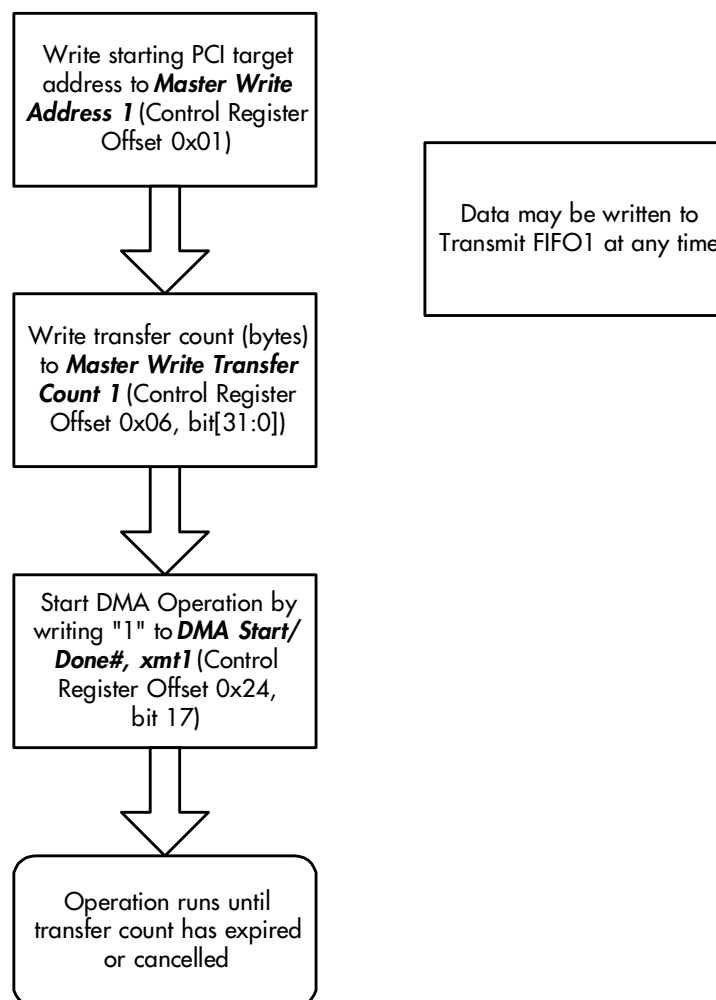 Write starting PCI target
address to Master Write
Address 1 (Control Register
Offset 0x01)
Data may be written to
Transmit FIFO1 at any time
Write transfer count (bytes)
to Master Write Transfer
Count 1 (Control Register
Offset 0x06, bit[31:0])
Start DMA Operation by
writing "1" to DMA Start/
Done#, xmt1 (Control
Register Offset 0x24,
bit 17)
Operation runs until
transfer count has expired
or cancelled